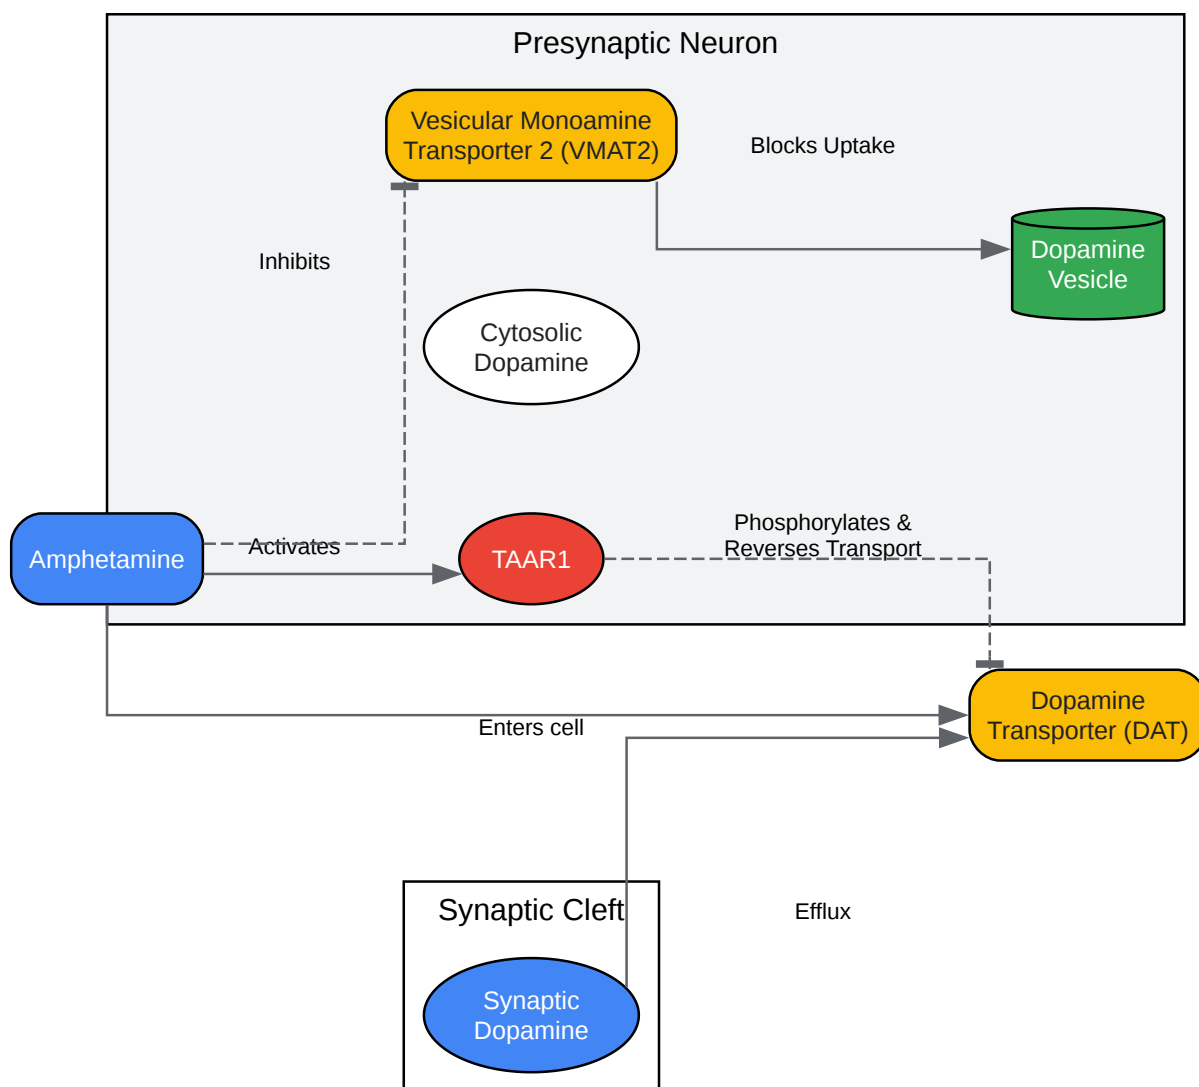 Presynaptic Neuron
Vesicular Monoamine
Transporter 2 (VMAT2)
Blocks Uptake
Dopamine
Vesicle
Inhibits
Cytosolic
Dopamine
Amphetamine
Activates
TAAR1
Phosphorylates &
Reverses Transport
Dopamine
Transporter (DAT)
Enters cell
Synaptic Cleft
Efflux
Synaptic
Dopamine